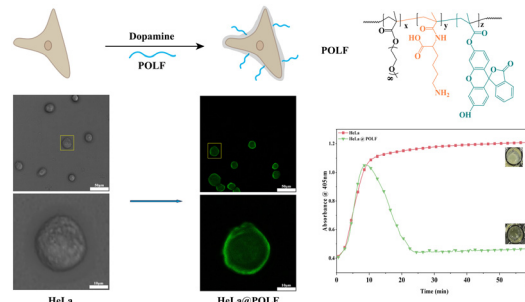 Dopamine
POLF
POLF
x
y
z
O
O
O
O
8
O
NH
HO
O
NH₂
O
O
O
O
O
OH
HeLa
HeLa@POLF
HeLa
HeLa@POLF
1.2
1.0
0.8
0.6
0.4
Absorbance @ 405nm
0
10
20
30
40
50
60
Time (min)